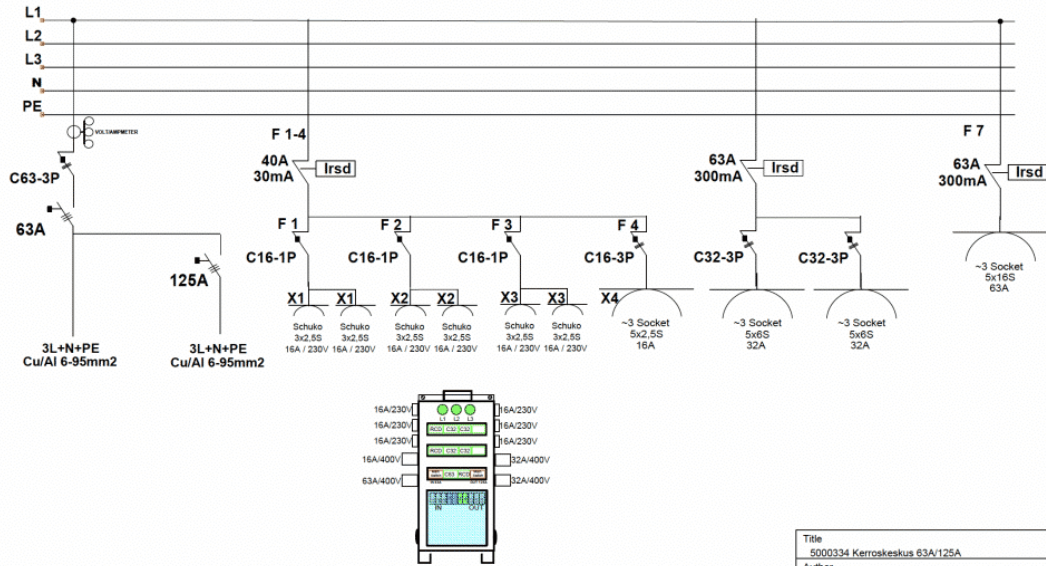 L1
L2
L3
N
PE
VOLT/AMPMETER
C63-3P
63A
125A
3L+N+PE
Cu/Al 6-95mm2
3L+N+PE
Cu/Al 6-95mm2
F 1-4
40A
30mA
Irsd
F 1
C16-1P
F 2
C16-1P
F 3
C16-1P
F 4
C16-3P
X1
X1
X2
X2
X3
X3
X4
Schuko
3x2,5S
16A / 230V
Schuko
3x2,5S
16A / 230V
Schuko
3x2,5S
16A / 230V
Schuko
3x2,5S
16A / 230V
Schuko
3x2,5S
16A / 230V
Schuko
3x2,5S
16A / 230V
~3 Socket
5x2,5S
16A
63A
300mA
Irsd
C32-3P
C32-3P
~3 Socket
5x6S
32A
~3 Socket
5x6S
32A
F 7
63A
300mA
Irsd
~3 Socket
5x16S
63A
16A/230V
16A/230V
16A/230V
16A/400V
63A/400V
L1 L2 L3
RCD C32 C32
RCD C32 C32
C63 RCD
IN OUT
16A/230V
16A/230V
16A/230V
32A/400V
32A/400V
Title
5000334 Kerroskeskus 63A/125A